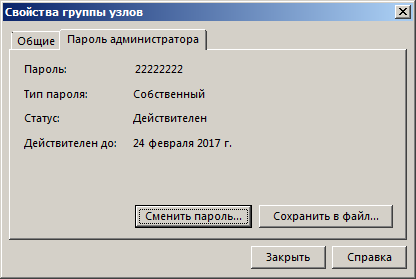 Свойства группы узлов
Общие Пароль администратора
Пароль: 22222222
Тип пароля: Собственный
Статус: Действителен
Действителен до: 24 февраля 2017 г.
Сменить пароль... Сохранить в файл...
Закрыть Справка